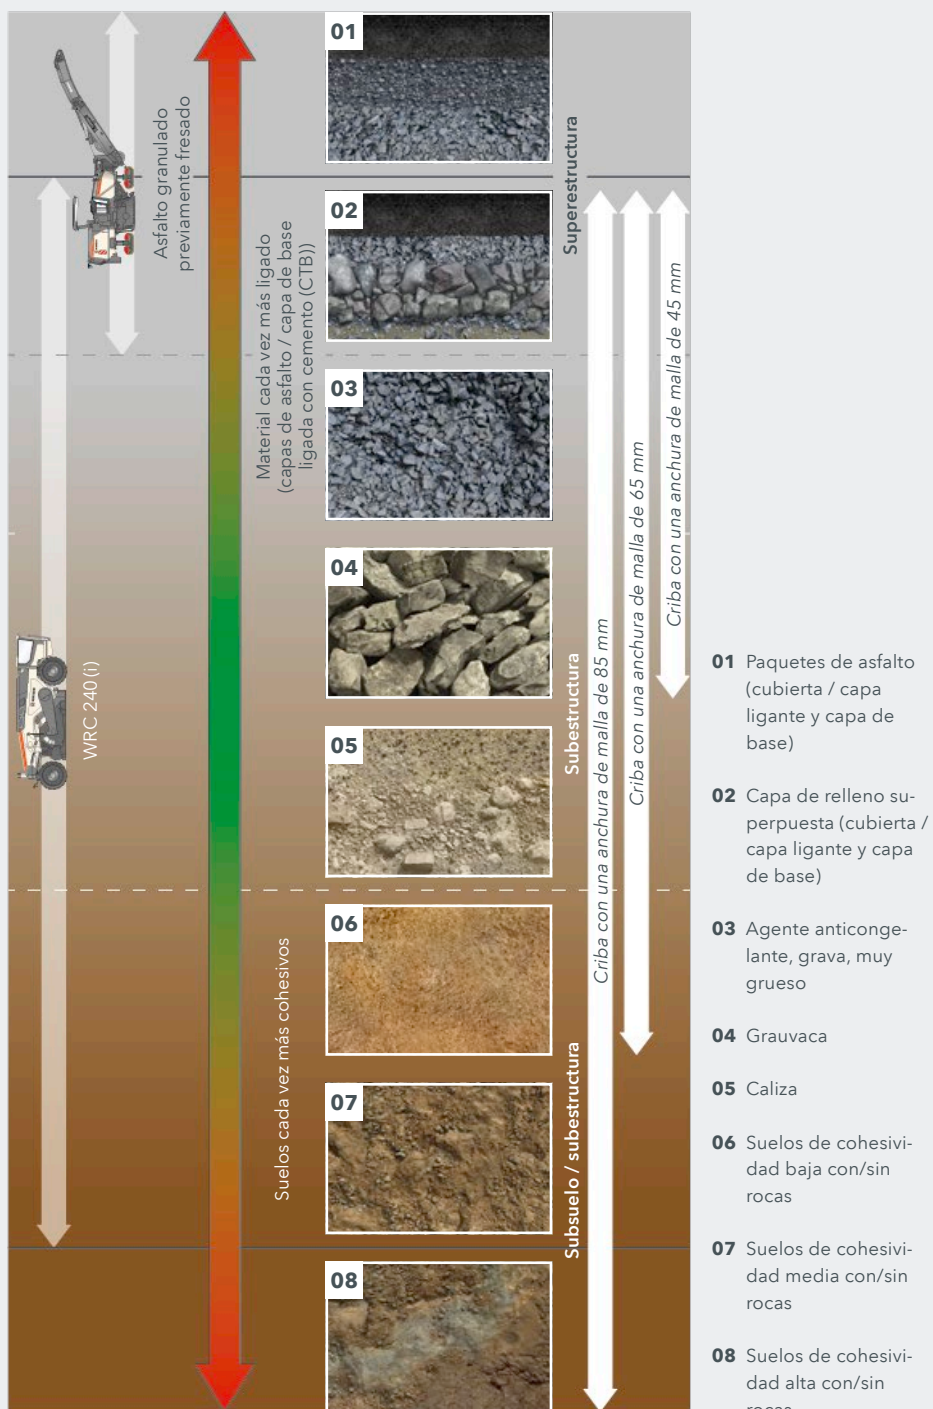 01
Asfalto granulado
previamente fresado
Superestructura
02
Material cada vez más ligado
(capas de asfalto / capa de base
ligada con cemento (CTB))
03
Criba con una anchura de malla de 45 mm
Criba con una anchura de malla de 65 mm
Criba con una anchura de malla de 85 mm
04
WRC 240 (i)
Subestructura
05
06
Suelos cada vez más cohesivos
07
Subsuelo / subestructura
08
01 Paquetes de asfalto
(cubierta / capa
ligante y capa de
base)
02 Capa de relleno su-
perpuesta (cubierta /
capa ligante y capa
de base)
03 Agente anticonge-
lante, grava, muy
grueso
04 Grauvaca
05 Caliza
06 Suelos de cohesivi-
dad baja con/sin
rocas
07 Suelos de cohesivi-
dad media con/sin
rocas
08 Suelos de cohesivi-
dad alta con/sin
rocas